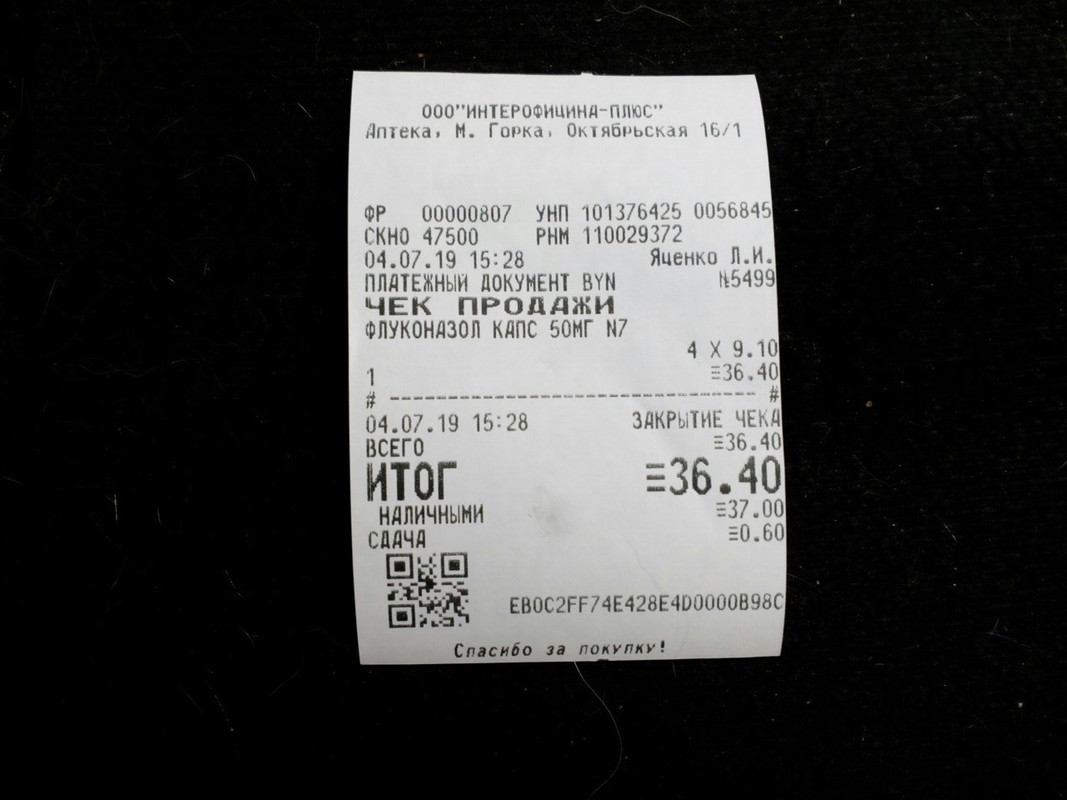 ООО"ИНТЕРОФИЦИНА-ПЛЮС"
Аптека, М. Горка, Октябрьская 16/1
ФР 00000807 УНП 101376425 0056845
СКНО 47500 РНМ 110029372
04.07.19 15:28 Яценко Л.И.
ПЛАТЕЖНЫЙ ДОКУМЕНТ BYN №5499
ЧЕК ПРОДАЖИ
ФЛУКОНАЗОЛ КАПС 50МГ N7
4 X 9.10
1 ≡36.40
# ---------------------------------- #
04.07.19 15:28 ЗАКРЫТИЕ ЧЕКА
ВСЕГО ≡36.40
ИТОГ ≡36.40
НАЛИЧНЫМИ ≡37.00
СДАЧА ≡0.60
EB0C2FF74E428E4D0000B98C
Спасибо за покупку!